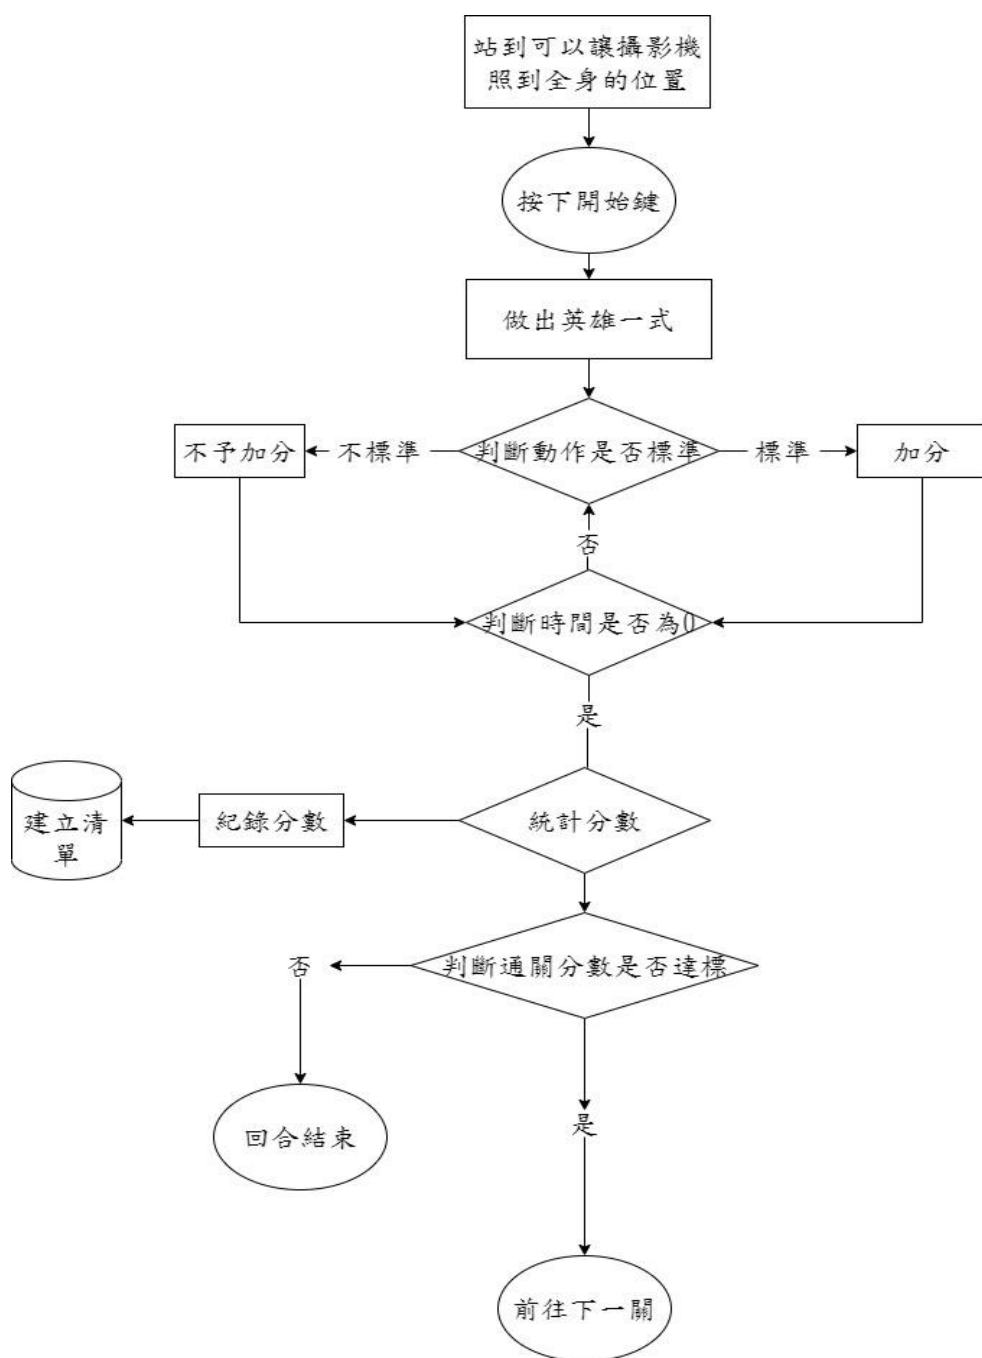 站到可以讓攝影機
照到全身的位置
按下開始鍵
做出英雄一式
不予加分
不標準
判斷動作是否標準
標準
加分
否
判斷時間是否為0
是
建立清
單
紀錄分數
統計分數
否
判斷通關分數是否達標
回合結束
是
前往下一關